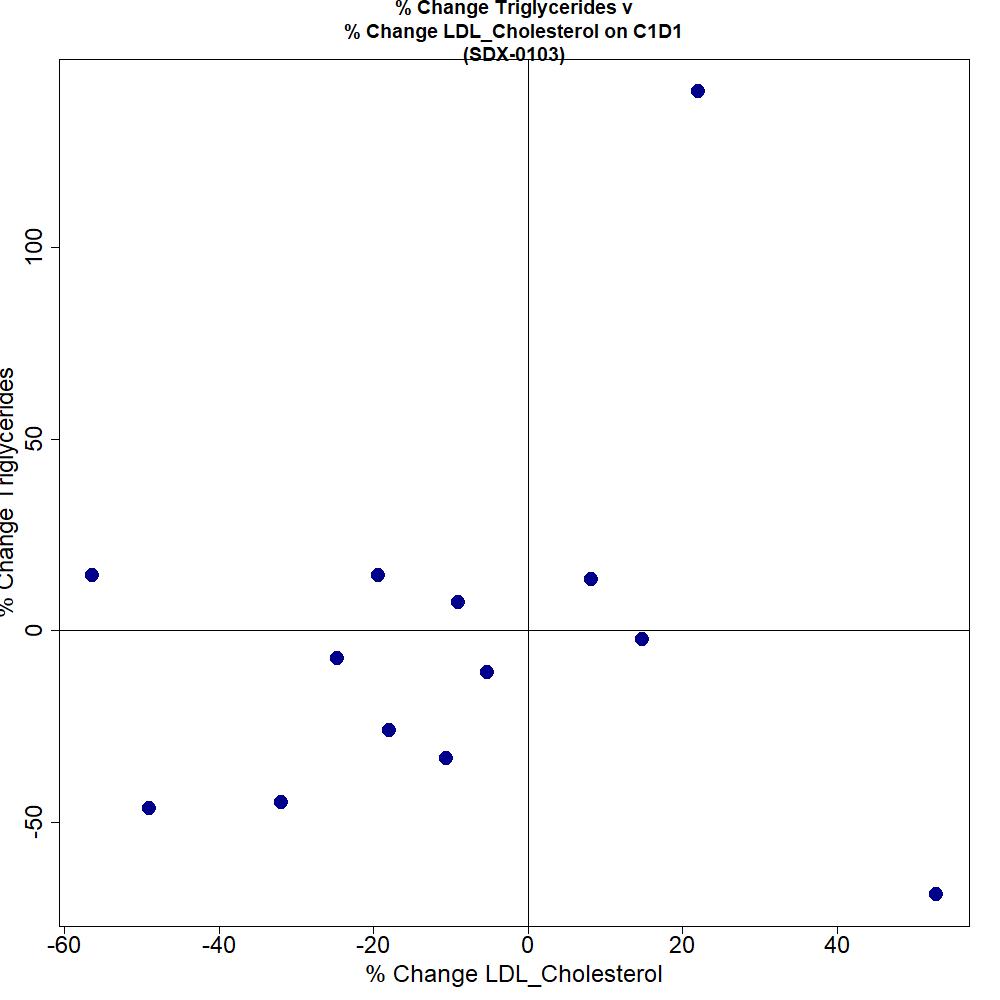 % Change Triglycerides v
% Change LDL_Cholesterol on C1D1
(SDX-0103)
% Change Triglycerides
100
50
0
-50
-60 -40 -20 0 20 40
% Change LDL_Cholesterol